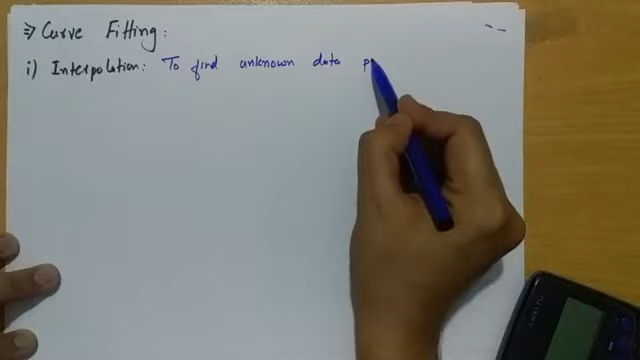 ⇒ Curve Fitting:
i) Interpolation: To find unknown data p